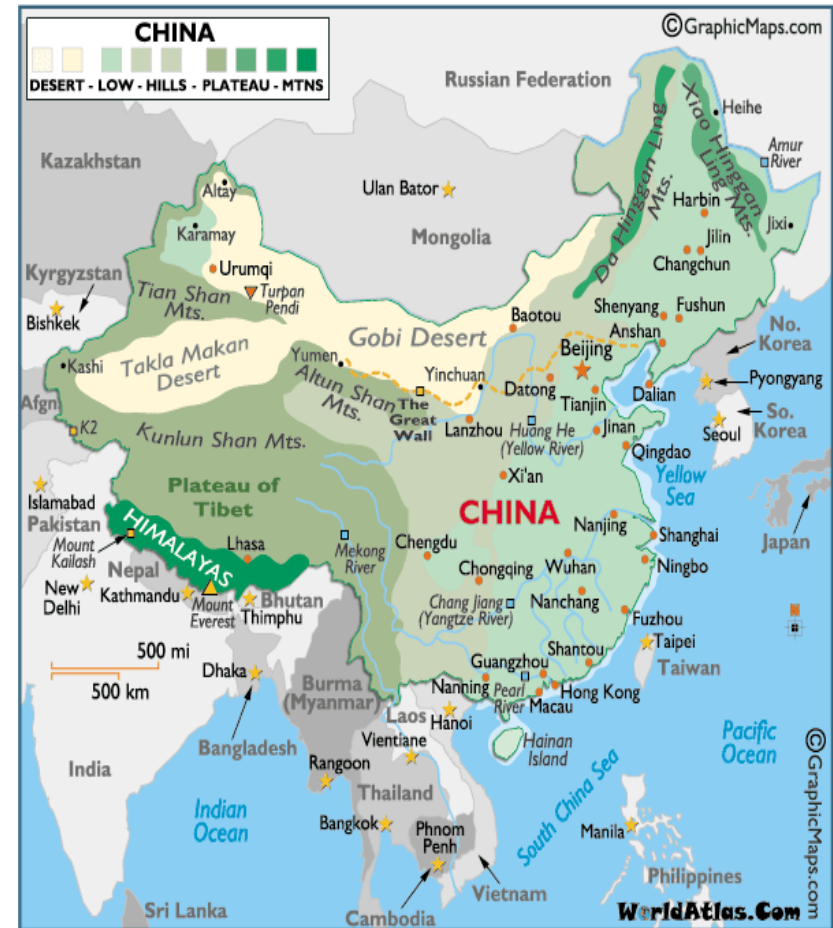 CHINA
DESERT - LOW - HILLS - PLATEAU - MTNS
©GraphicMaps.com
Russian Federation
Kazakhstan
Heihe
Xiao Hinggan
Ling Mts.
Amur
River
Da Hinggan Ling
Mts.
Altay
Ulan Bator
Harbin
Karamay
Mongolia
Jilin
Jixi
Changchun
Urumqi
Kyrgyzstan
Tian Shan
Mts.
Turpan
Pendi
Bishkek
Baotou
Shenyang
Fushun
Anshan
Gobi Desert
No.
Korea
Beijing
Takla Makan
Desert
Yumen
Kashi
Yinchuan
Datong
Altun Shan
Mts.
Pyongyang
Afgn.
Tianjin
Dalian
The
Great
Wall
So.
Korea
K2
Kunlun Shan Mts.
Lanzhou
Huang He
(Yellow River)
Jinan
Seoul
Qingdao
Xi'an
Yellow
Sea
Islamabad
Plateau of
Tibet
CHINA
Pakistan
HIMALAYAS
Nanjing
Shanghai
Japan
Mount
Kailash
Lhasa
Mekong
River
Chengdu
Wuhan
Ningbo
Nepal
Chongqing
New
Delhi
Kathmandu
Mount
Everest
Bhutan
Thimphu
Chang Jiang
(Yangtze River)
Nanchang
Fuzhou
500 mi
500 km
Taipei
Taiwan
Shantou
Dhaka
Burma
(Myanmar)
Guangzhou
Nanning
Pearl
River
Hong Kong
Macau
Laos
Hanoi
Bangladesh
Vientiane
Hainan
Island
Pacific
Ocean
India
Rangoon
South China Sea
Thailand
Indian
Ocean
Bangkok
Phnom
Penh
Manila
Vietnam
Philippines
©GraphicMaps.com
Sri Lanka
Cambodia
WorldAtlas.Com